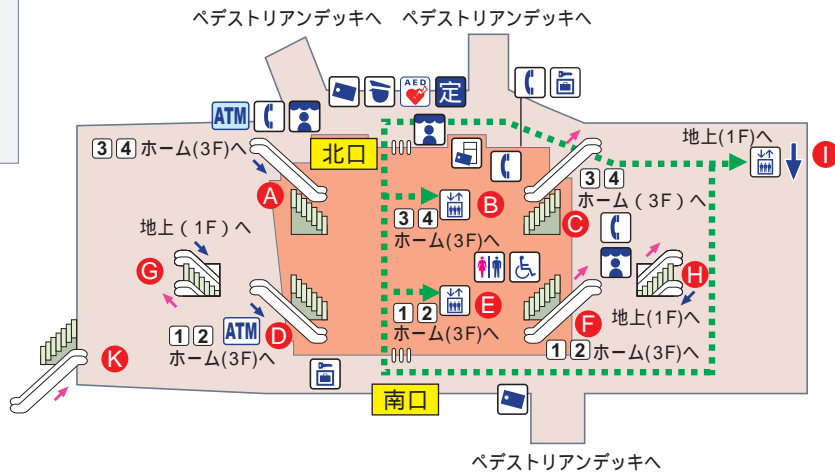 ペデストリアンデッキへ ペデストリアンデッキへ
AED
定
ATM
3 4 ホーム(3F)へ
北口
地上(1F)へ
I
A
B
3 4
ホーム(3F)へ
C
3 4
ホーム(3F)へ
地上(1F)へ
G
H
地上(1F)へ
E
1 2
ホーム(3F)へ
1 2 ATM
ホーム(3F)へ
D
F
1 2 ホーム(3F)へ
K
南口
ペデストリアンデッキへ